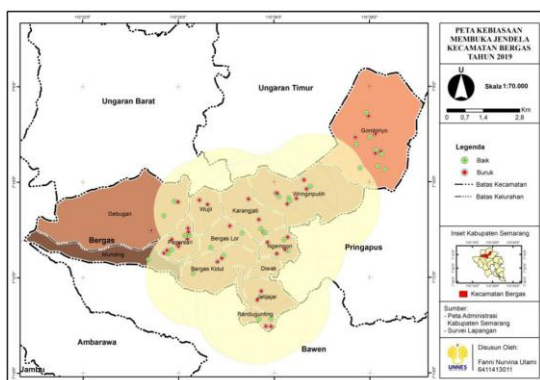 PETA KEBIASAAN
MEMBUKA JENDELA
KECAMATAN BERGAS
TAHUN 2019
U
Skala 1:70.000
Km
0 0,7 1,4 2,8
Legenda
Baik
Buruk
Batas Kecamatan
Batas Kelurahan
Inset Kabupaten Semarang
Kecamatan Bergas
Sumber:
- Peta Administrasi
Kabupaten Semarang
- Survei Lapangan
UNNES
Disusun Oleh:
Fanni Nurvina Utami
6411413011
Ungaran Barat
Ungaran Timur
Gondoriyo
Wringinputih
Gebugan
Wujil
Karangjati
Bergas
Bergas Lor
Pringapus
Munding
Bergas Kidul
Diwak
Jatijajar
Randugunting
Ambarawa
Bawen
Jambu